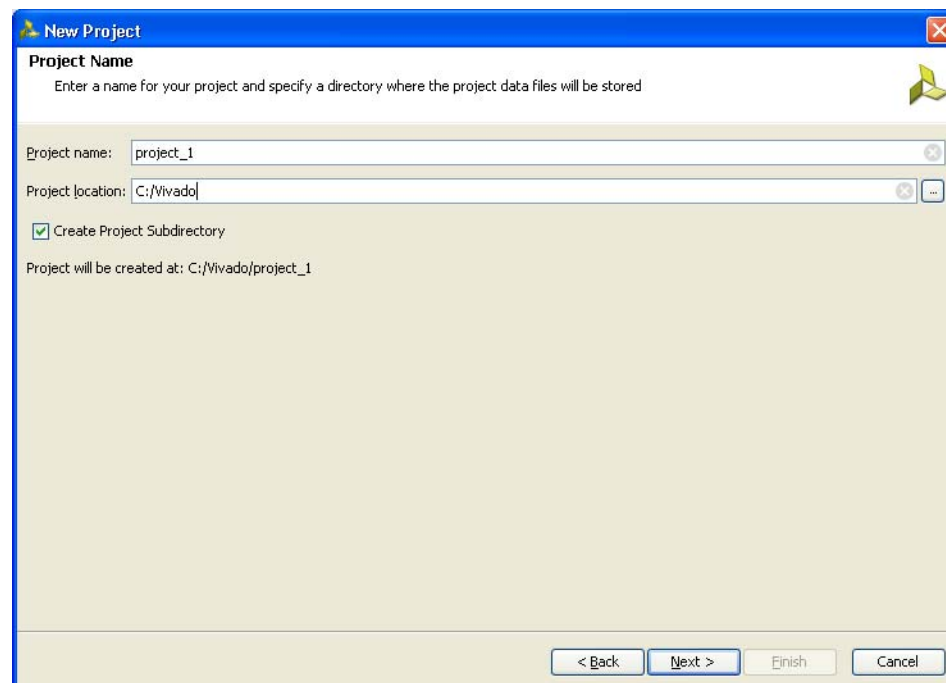 New Project
Project Name
Enter a name for your project and specify a directory where the project data files will be stored
Project name: project_1
Project location: C:/Vivado ...
Create Project Subdirectory
Project will be created at: C:/Vivado/project_1
< Back Next > Finish Cancel